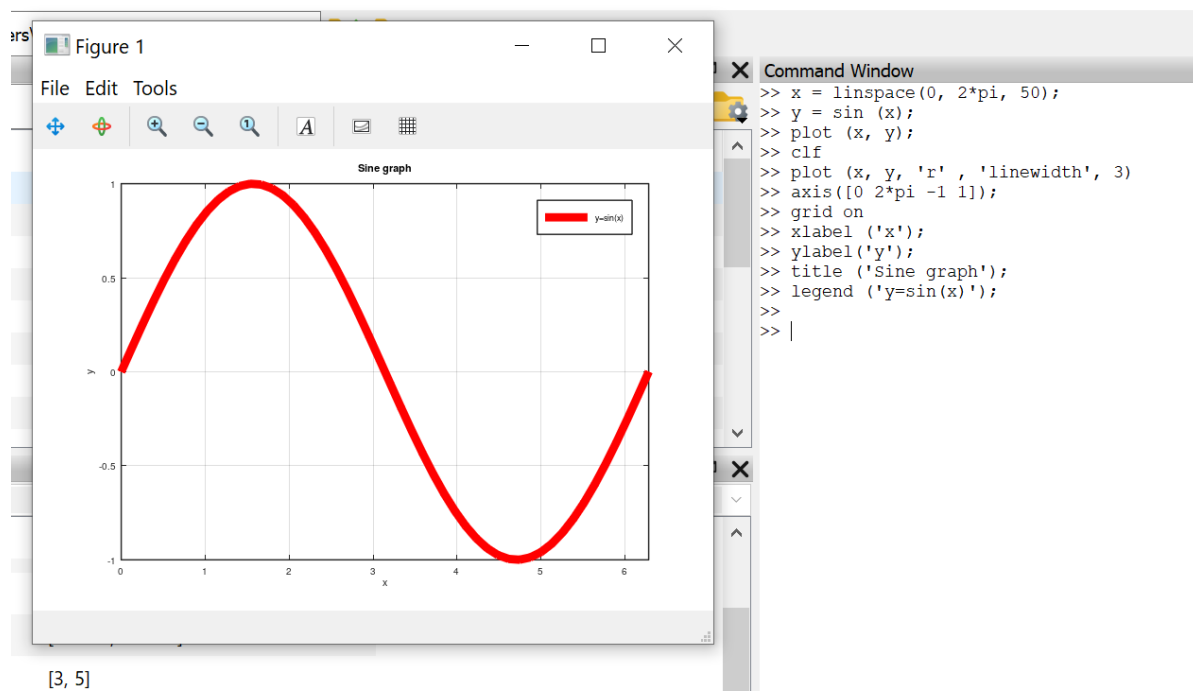 ers\
Figure 1
File Edit Tools
A
Sine graph
y=sin(x)
1
0.5
0
-0.5
-1
y
0 1 2 3 4 5 6
x
[3, 5]
Command Window
>> x = linspace(0, 2*pi, 50);
>> y = sin (x);
>> plot (x, y);
>> clf
>> plot (x, y, 'r' , 'linewidth', 3)
>> axis([0 2*pi -1 1]);
>> grid on
>> xlabel ('x');
>> ylabel('y');
>> title ('Sine graph');
>> legend ('y=sin(x)');
>>
>>